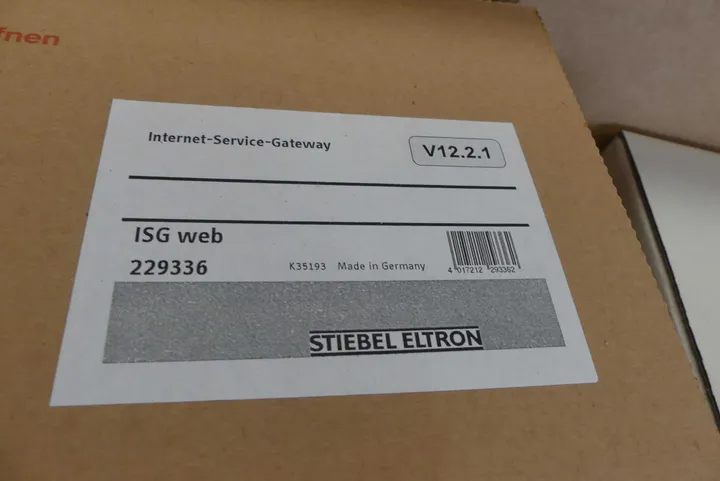 fnen
Internet-Service-Gateway
V12.2.1
ISG web
229336
K35193 Made in Germany
4 017212 293362
STIEBEL ELTRON